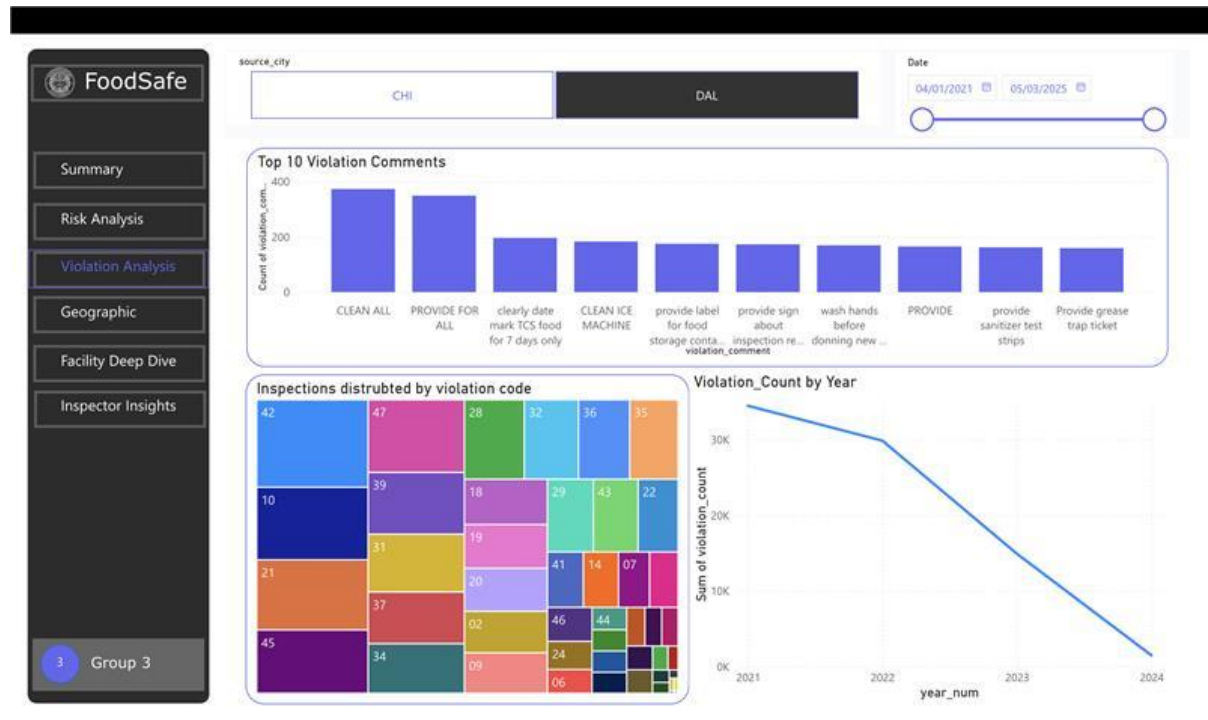 FoodSafe
Summary
Risk Analysis
Violation Analysis
Geographic
Facility Deep Dive
Inspector Insights
3
Group 3
source_city
CHI
DAL
Date
04/01/2021
05/03/2025
Top 10 Violation Comments
Count of violation_com...
400
200
0
CLEAN ALL
PROVIDE FOR
ALL
clearly date
mark TCS food
for 7 days only
CLEAN ICE
MACHINE
provide label
for food
storage conta...
provide sign
about
inspection re...
wash hands
before
donning new ...
PROVIDE
provide
sanitizer test
strips
Provide grease
trap ticket
violation_comment
Inspections distrubted by violation code
42
47
28
32
36
35
10
39
18
29
43
22
31
19
21
41
14
07
20
37
02
46
44
45
34
24
09
06
Violation_Count by Year
Sum of violation_count
30K
20K
10K
0K
2021
2022
2023
2024
year_num